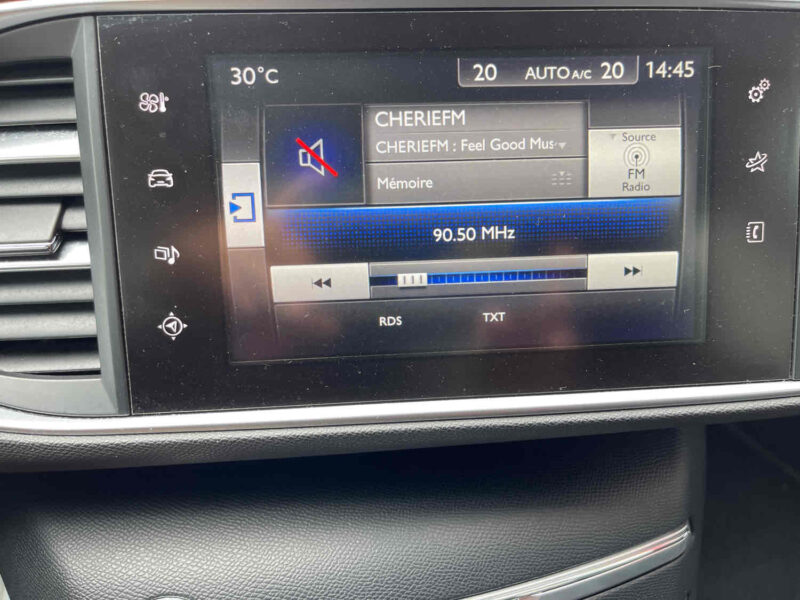 30°C
20 AUTO A/C 20 14:45
CHERIEFM
CHERIEFM : Feel Good Mus
Source
FM
Radio
Mémoire
90.50 MHz
RDS TXT